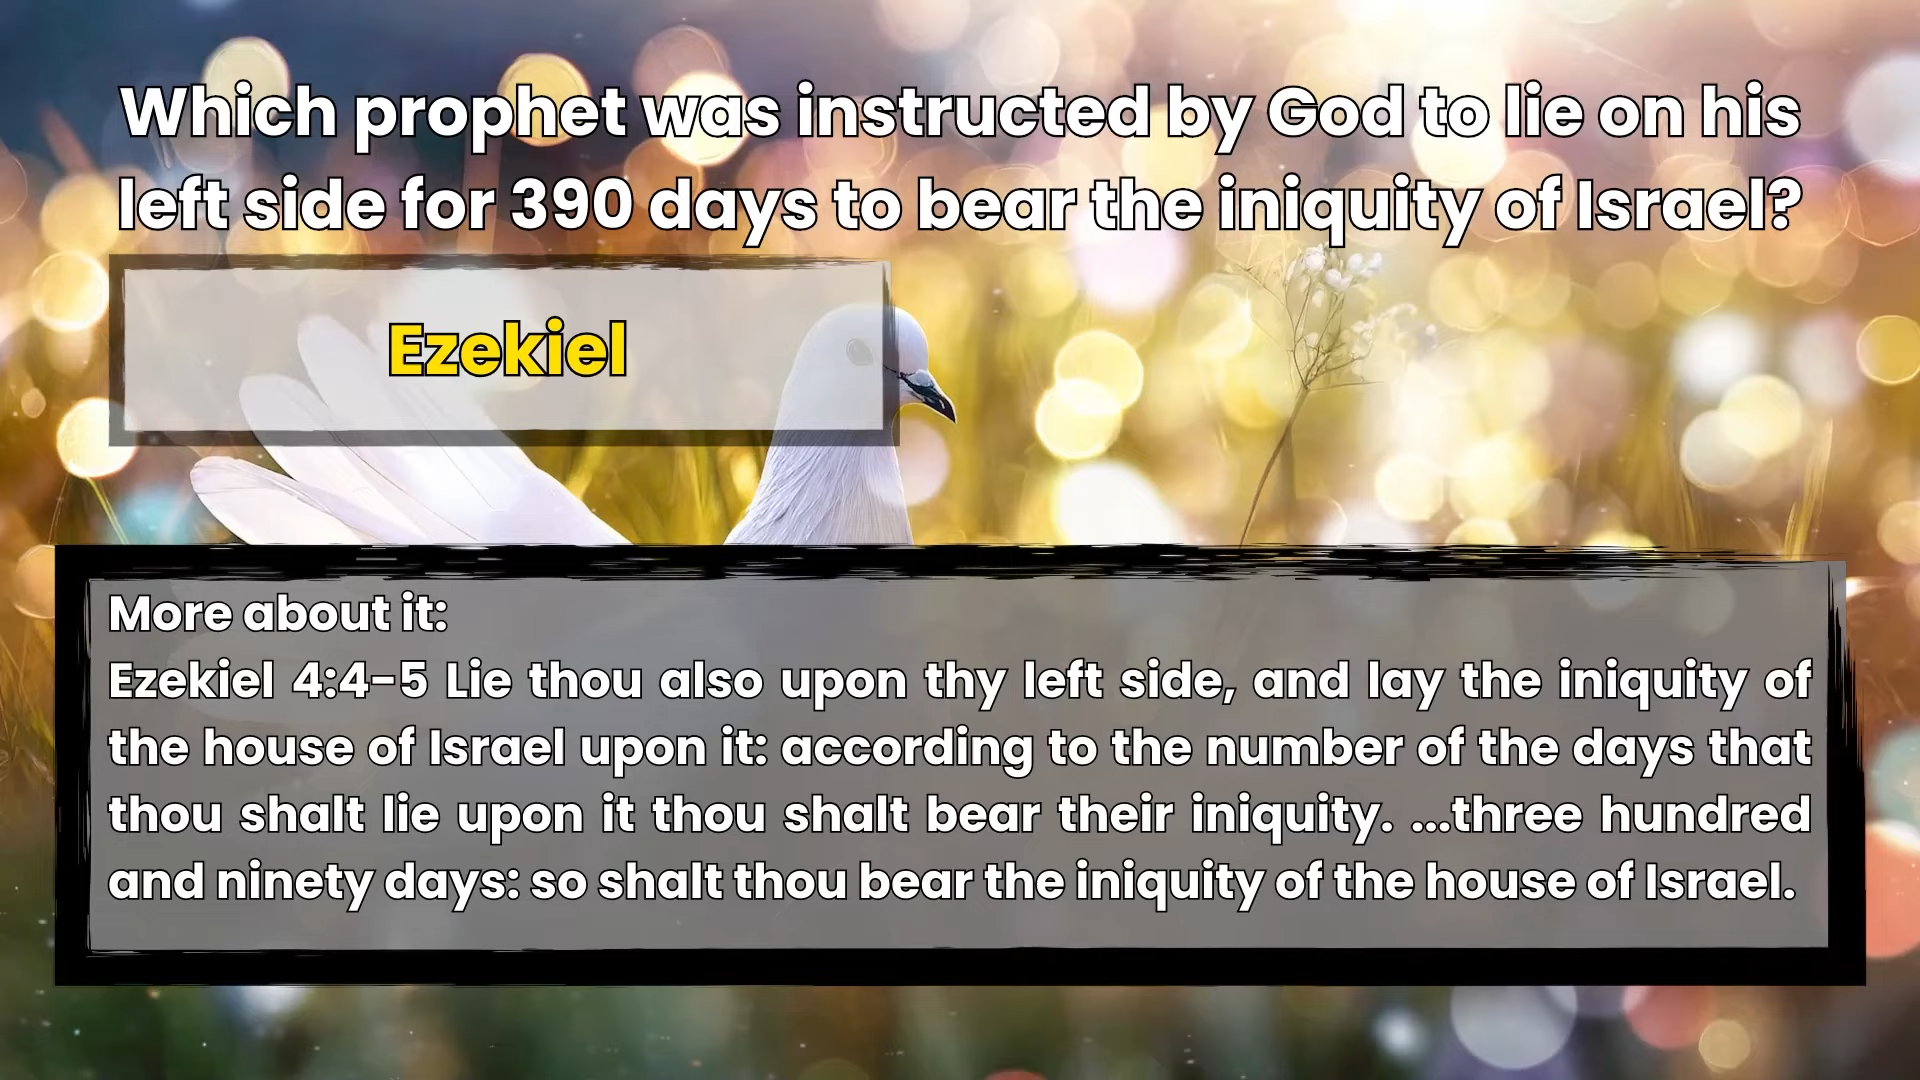 Which prophet was instructed by God to lie on his
left side for 390 days to bear the iniquity of Israel?
Ezekiel
More about it:
Ezekiel 4:4-5 Lie thou also upon thy left side, and lay the iniquity of
the house of Israel upon it: according to the number of the days that
thou shalt lie upon it thou shalt bear their iniquity. ...three hundred
and ninety days: so shalt thou bear the iniquity of the house of Israel.